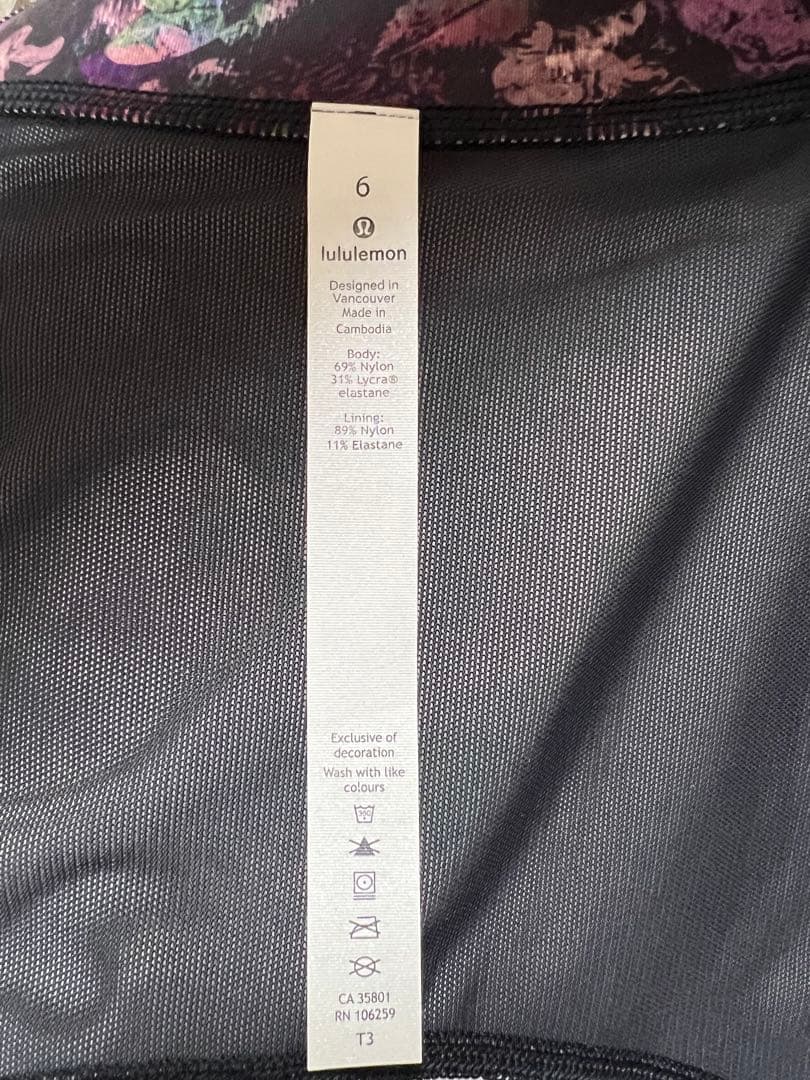 6
lululemon
Designed in
Vancouver
Made in
Cambodia
Body:
69% Nylon
31% Lycra®
elastane
Lining:
89% Nylon
11% Elastane
Exclusive of
decoration
Wash with like
colours
30C
CA 35801
RN 106259
T3